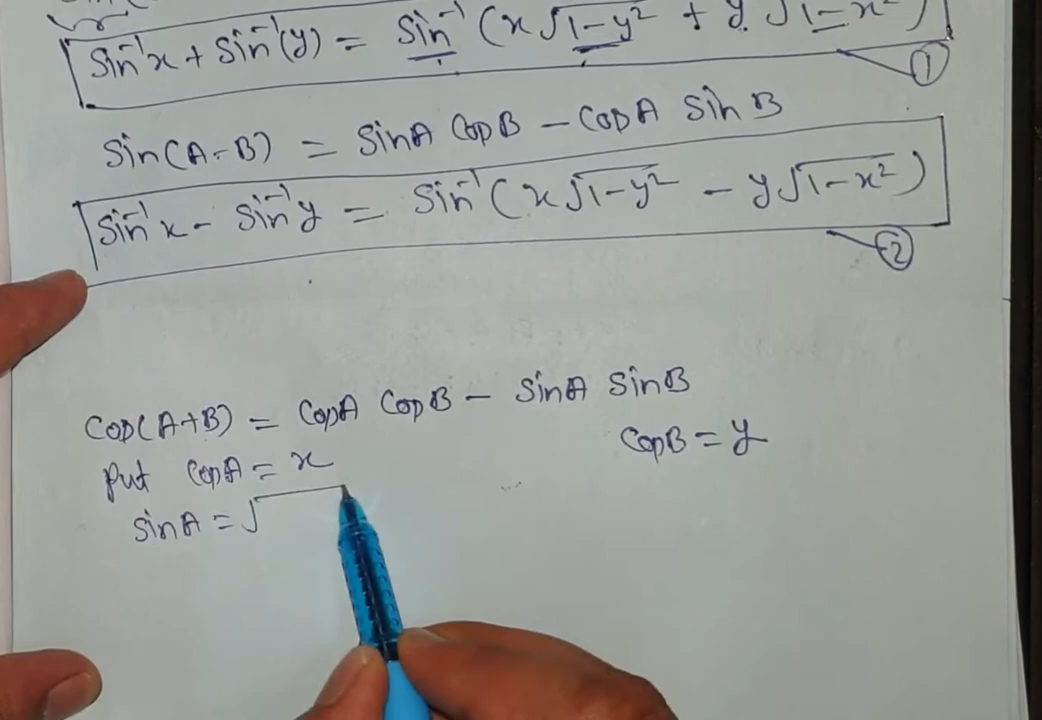 sin⁻¹x + sin⁻¹(y) = sin⁻¹ (x√1-y² + y √1-x²)
①
Sin(A-B) = SinA CosB - CosA SinB
sin⁻¹x - sin⁻¹y = sin⁻¹(x√1-y² - y√1-x²)
②
Cos(A+B) = CosA CosB - SinA SinB
put CosA = x CosB = y
sinA = √